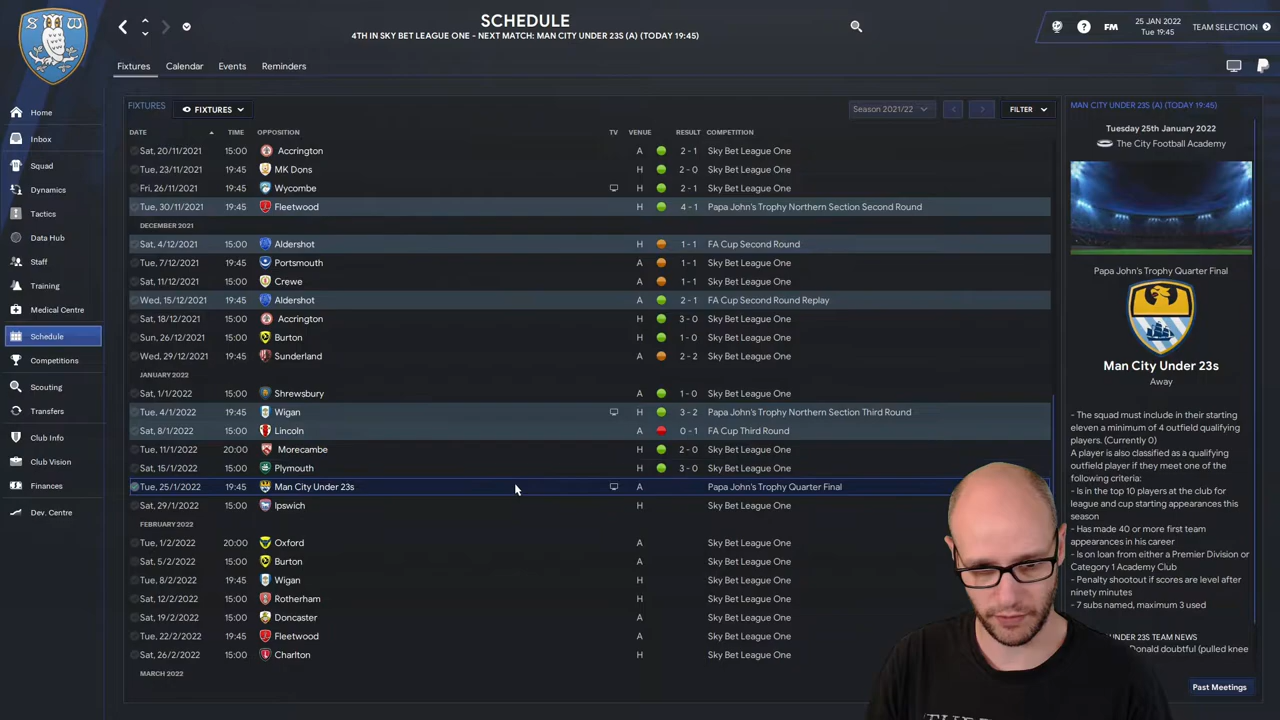 SCHEDULE
4TH IN SKY BET LEAGUE ONE - NEXT MATCH: MAN CITY UNDER 23S (A) (TODAY 19:45)
FM
25 JAN 2022
Tue 19:45
TEAM SELECTION
S W
Fixtures
Calendar
Events
Reminders
Home
Inbox
Squad
Dynamics
Tactics
Data Hub
Staff
Training
Medical Centre
Schedule
Competitions
Scouting
Transfers
Club Info
Club Vision
Finances
Dev. Centre
FIXTURES
FIXTURES
Season 2021/22
FILTER
DATE TIME OPPOSITION TV VENUE RESULT COMPETITION
Sat, 20/11/2021 15:00 Accrington A 2 - 1 Sky Bet League One
Tue, 23/11/2021 19:45 MK Dons H 2 - 0 Sky Bet League One
Fri, 26/11/2021 19:45 Wycombe H 2 - 1 Sky Bet League One
Tue, 30/11/2021 19:45 Fleetwood H 4 - 1 Papa John's Trophy Northern Section Second Round
DECEMBER 2021
Sat, 4/12/2021 15:00 Aldershot H 1 - 1 FA Cup Second Round
Tue, 7/12/2021 19:45 Portsmouth H 1 - 1 Sky Bet League One
Sat, 11/12/2021 15:00 Crewe A 1 - 1 Sky Bet League One
Wed, 15/12/2021 19:45 Aldershot A 2 - 1 FA Cup Second Round Replay
Sat, 18/12/2021 15:00 Accrington H 3 - 0 Sky Bet League One
Sun, 26/12/2021 15:00 Burton H 1 - 0 Sky Bet League One
Wed, 29/12/2021 19:45 Sunderland A 2 - 2 Sky Bet League One
JANUARY 2022
Sat, 1/1/2022 15:00 Shrewsbury A 1 - 0 Sky Bet League One
Tue, 4/1/2022 19:45 Wigan H 3 - 2 Papa John's Trophy Northern Section Third Round
Sat, 8/1/2022 15:00 Lincoln A 0 - 1 FA Cup Third Round
Tue, 11/1/2022 20:00 Morecambe H 2 - 0 Sky Bet League One
Sat, 15/1/2022 15:00 Plymouth H 3 - 0 Sky Bet League One
Tue, 25/1/2022 19:45 Man City Under 23s A Papa John's Trophy Quarter Final
Sat, 29/1/2022 15:00 Ipswich H Sky Bet League One
FEBRUARY 2022
Tue, 1/2/2022 20:00 Oxford A Sky Bet League One
Sat, 5/2/2022 15:00 Burton A Sky Bet League One
Tue, 8/2/2022 19:45 Wigan H Sky Bet League One
Sat, 12/2/2022 15:00 Rotherham H Sky Bet League One
Sat, 19/2/2022 15:00 Doncaster A Sky Bet League One
Tue, 22/2/2022 19:45 Fleetwood A Sky Bet League One
Sat, 26/2/2022 15:00 Charlton H Sky Bet League One
MARCH 2022
MAN CITY UNDER 23S (A) (TODAY 19:45)
Tuesday 25th January 2022
The City Football Academy
Papa John's Trophy Quarter Final
Man City Under 23s
Away
- The squad must include in their starting
eleven a minimum of 4 outfield qualifying
players. (Currently 0)
A player is also classified as a qualifying
outfield player if they meet one of the
following criteria:
- Is in the top 10 players at the club for
league and cup starting appearances this
season
- Has made 40 or more first team
appearances in his career
- Is on loan from either a Premier Division or
Category 1 Academy Club
- Penalty shootout if scores are level after
ninety minutes
- 7 subs named, maximum 3 used
UNDER 23S TEAM NEWS
Donald doubtful (pulled knee
Past Meetings